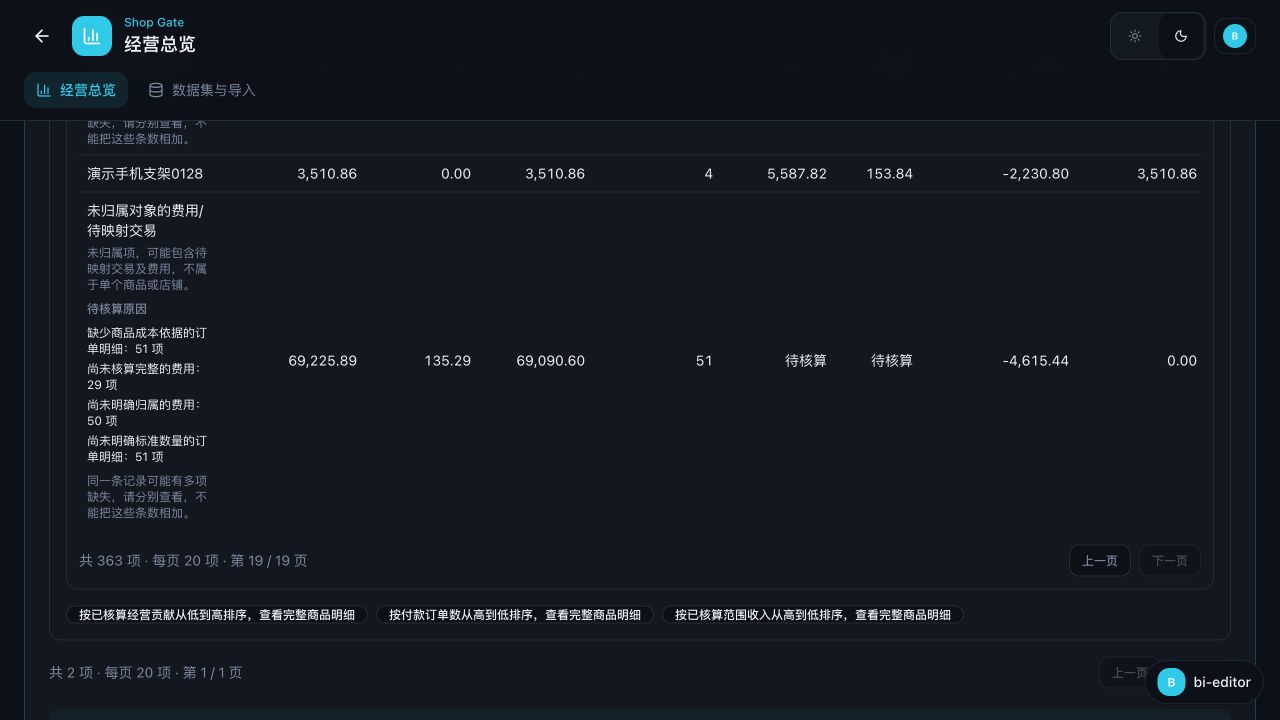 Shop Gate
经营总览
B
经营总览
数据集与导入
缺失，请分别查看，不
能把这些条数相加。
演示手机支架0128 3,510.86 0.00 3,510.86 4 5,587.82 153.84 -2,230.80 3,510.86
未归属对象的费用/
待映射交易
未归属项，可能包含待
映射交易及费用，不属
于单个商品或店铺。
待核算原因
缺少商品成本依据的订
单明细：51 项
尚未核算完整的费用：
29 项
尚未明确归属的费用：
50 项
尚未明确标准数量的订
单明细：51 项
同一条记录可能有多项
缺失，请分别查看，不
能把这些条数相加。
69,225.89 135.29 69,090.60 51 待核算 待核算 -4,615.44 0.00
共 363 项 · 每页 20 项 · 第 19 / 19 页
上一页
下一页
按已核算经营贡献从低到高排序，查看完整商品明细
按付款订单数从高到低排序，查看完整商品明细
按已核算范围收入从高到低排序，查看完整商品明细
共 2 项 · 每页 20 项 · 第 1 / 1 页
上一页
B bi-editor